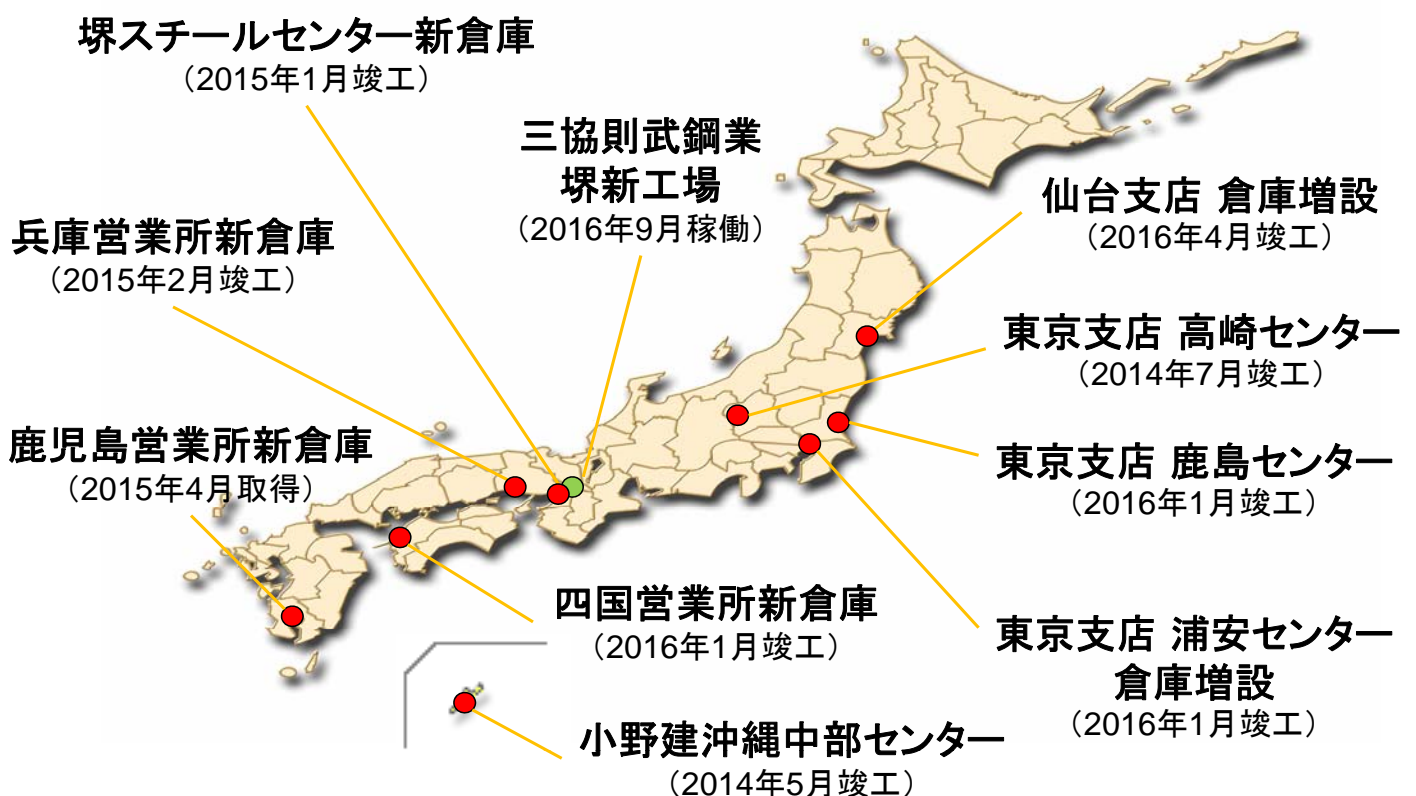 堺スチールセンター新倉庫
（2015年1月竣工）
三協則武鋼業
堺新工場
（2016年9月稼働）
兵庫営業所新倉庫
（2015年2月竣工）
鹿児島営業所新倉庫
（2015年4月取得）
仙台支店 倉庫増設
（2016年4月竣工）
東京支店 高崎センター
（2014年7月竣工）
東京支店 鹿島センター
（2016年1月竣工）
東京支店 浦安センター
倉庫増設
（2016年1月竣工）
四国営業所新倉庫
（2016年1月竣工）
小野建沖縄中部センター
（2014年5月竣工）